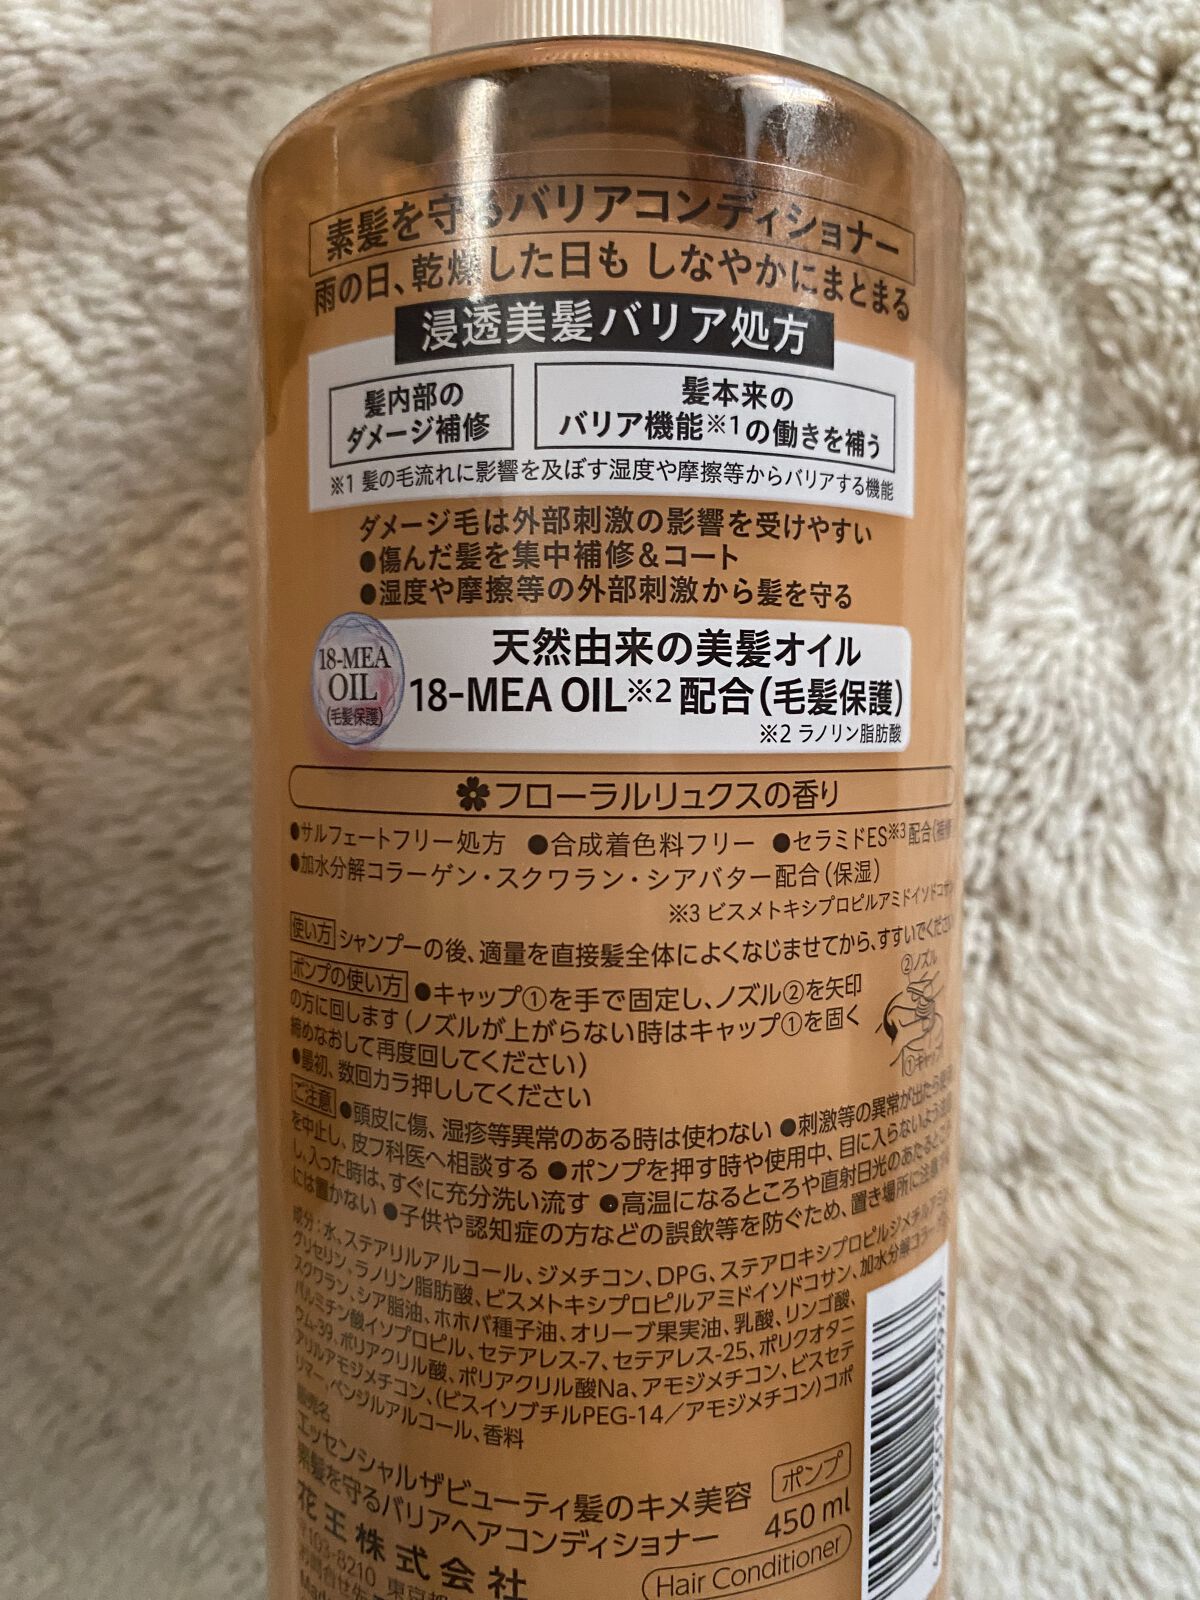 素髪を守るバリアコンディショナー
雨の日、乾燥した日も しなやかにまとまる
浸透美髪バリア処方
髪内部の
ダメージ補修
髪本来の
バリア機能※1の働きを補う
※1 髪の毛流れに影響を及ぼす湿度や摩擦等からバリアする機能
ダメージ毛は外部刺激の影響を受けやすい
●傷んだ髪を集中補修&コート
●湿度や摩擦等の外部刺激から髪を守る
18-MEA
OIL
(毛髪保護)
天然由来の美髪オイル
18-MEA OIL※2 配合(毛髪保護)
※2 ラノリン脂肪酸
フローラルリュクスの香り
●サルフェートフリー処方 ●合成着色料フリー ●セラミドES※3配合(補修
●加水分解コラーゲン・スクワラン・シアバター配合(保湿)
※3 ビスメトキシプロピルアミドイソドコサン
使い方 シャンプーの後、適量を直接髪全体によくなじませてから、すすいでください
ポンプの使い方 ●キャップ①を手で固定し、ノズル②を矢印
の方に回します(ノズルが上がらない時はキャップ①を固く
締めなおして再度回してください)
●最初、数回カラ押ししてください
②ノズル
①キャップ
ご注意 ●頭皮に傷、湿疹等異常のある時は使わない ●刺激等の異常が出たら使用
を中止し、皮フ科医へ相談する ●ポンプを押す時や使用中、目に入らないよう注意
し、入った時は、すぐに充分洗い流す ●高温になるところや直射日光のあたるところ
には置かない ●子供や認知症の方などの誤飲等を防ぐため、置き場所に注意
成分:水、ステアリルアルコール、ジメチコン、DPG、ステアロキシプロピルジメチルアミン、
グリセリン、ラノリン脂肪酸、ビスメトキシプロピルアミドイソドコサン、加水分解コラーゲン、
スクワラン、シア脂油、ホホバ種子油、オリーブ果実油、乳酸、リンゴ酸、
パルミチン酸イソプロピル、セテアレス-7、セテアレス-25、ポリクオタニ
ウム-39、ポリアクリル酸、ポリアクリル酸Na、アモジメチコン、ビスセテ
アリルアモジメチコン、(ビスイソブチルPEG-14/アモジメチコン)コポ
リマー、ベンジルアルコール、香料
販売名
エッセンシャルザビューティ髪のキメ美容
素髪を守るバリアヘアコンディショナー
ポンプ
450 ml
花王株式会社
Hair Conditioner
〒103-8210 東京都
お問合せ先
Made